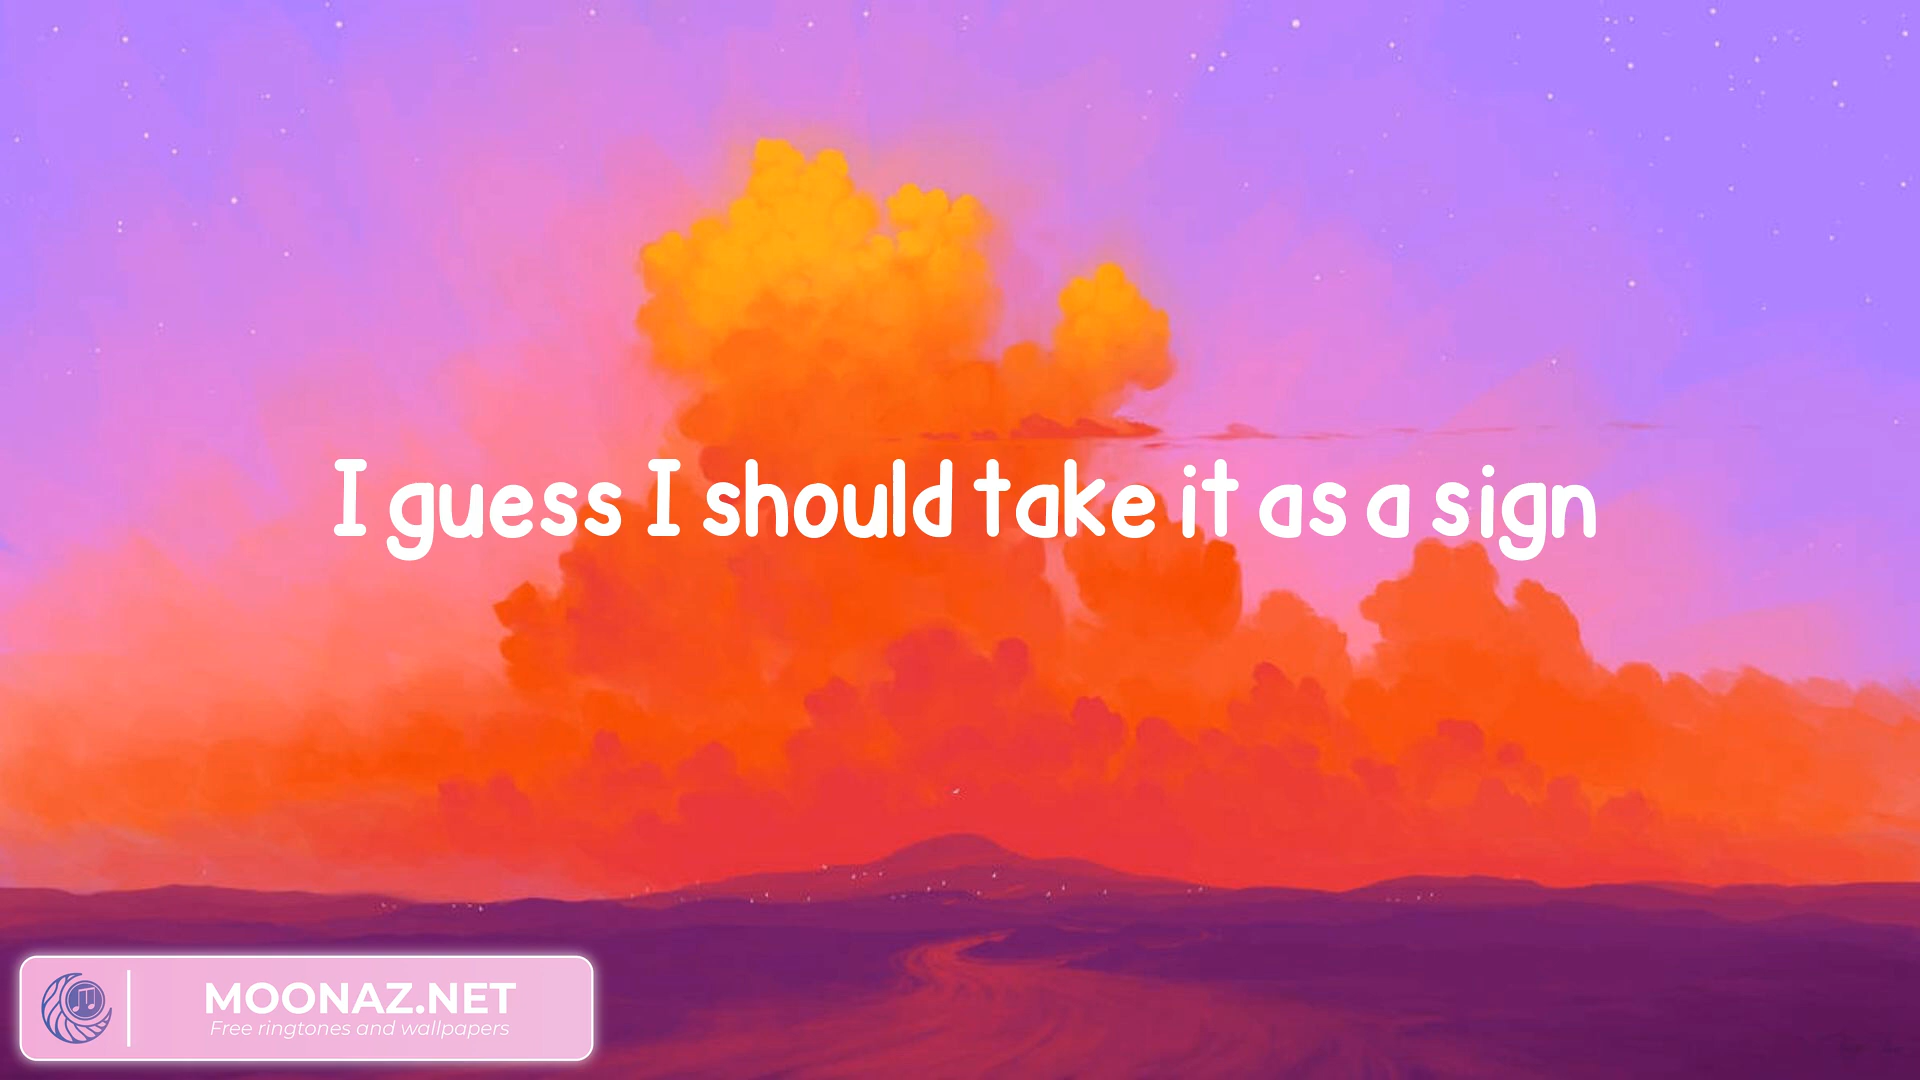 I guess I should take it as a sign
MOONAZ.NET
Free ringtones and wallpapers